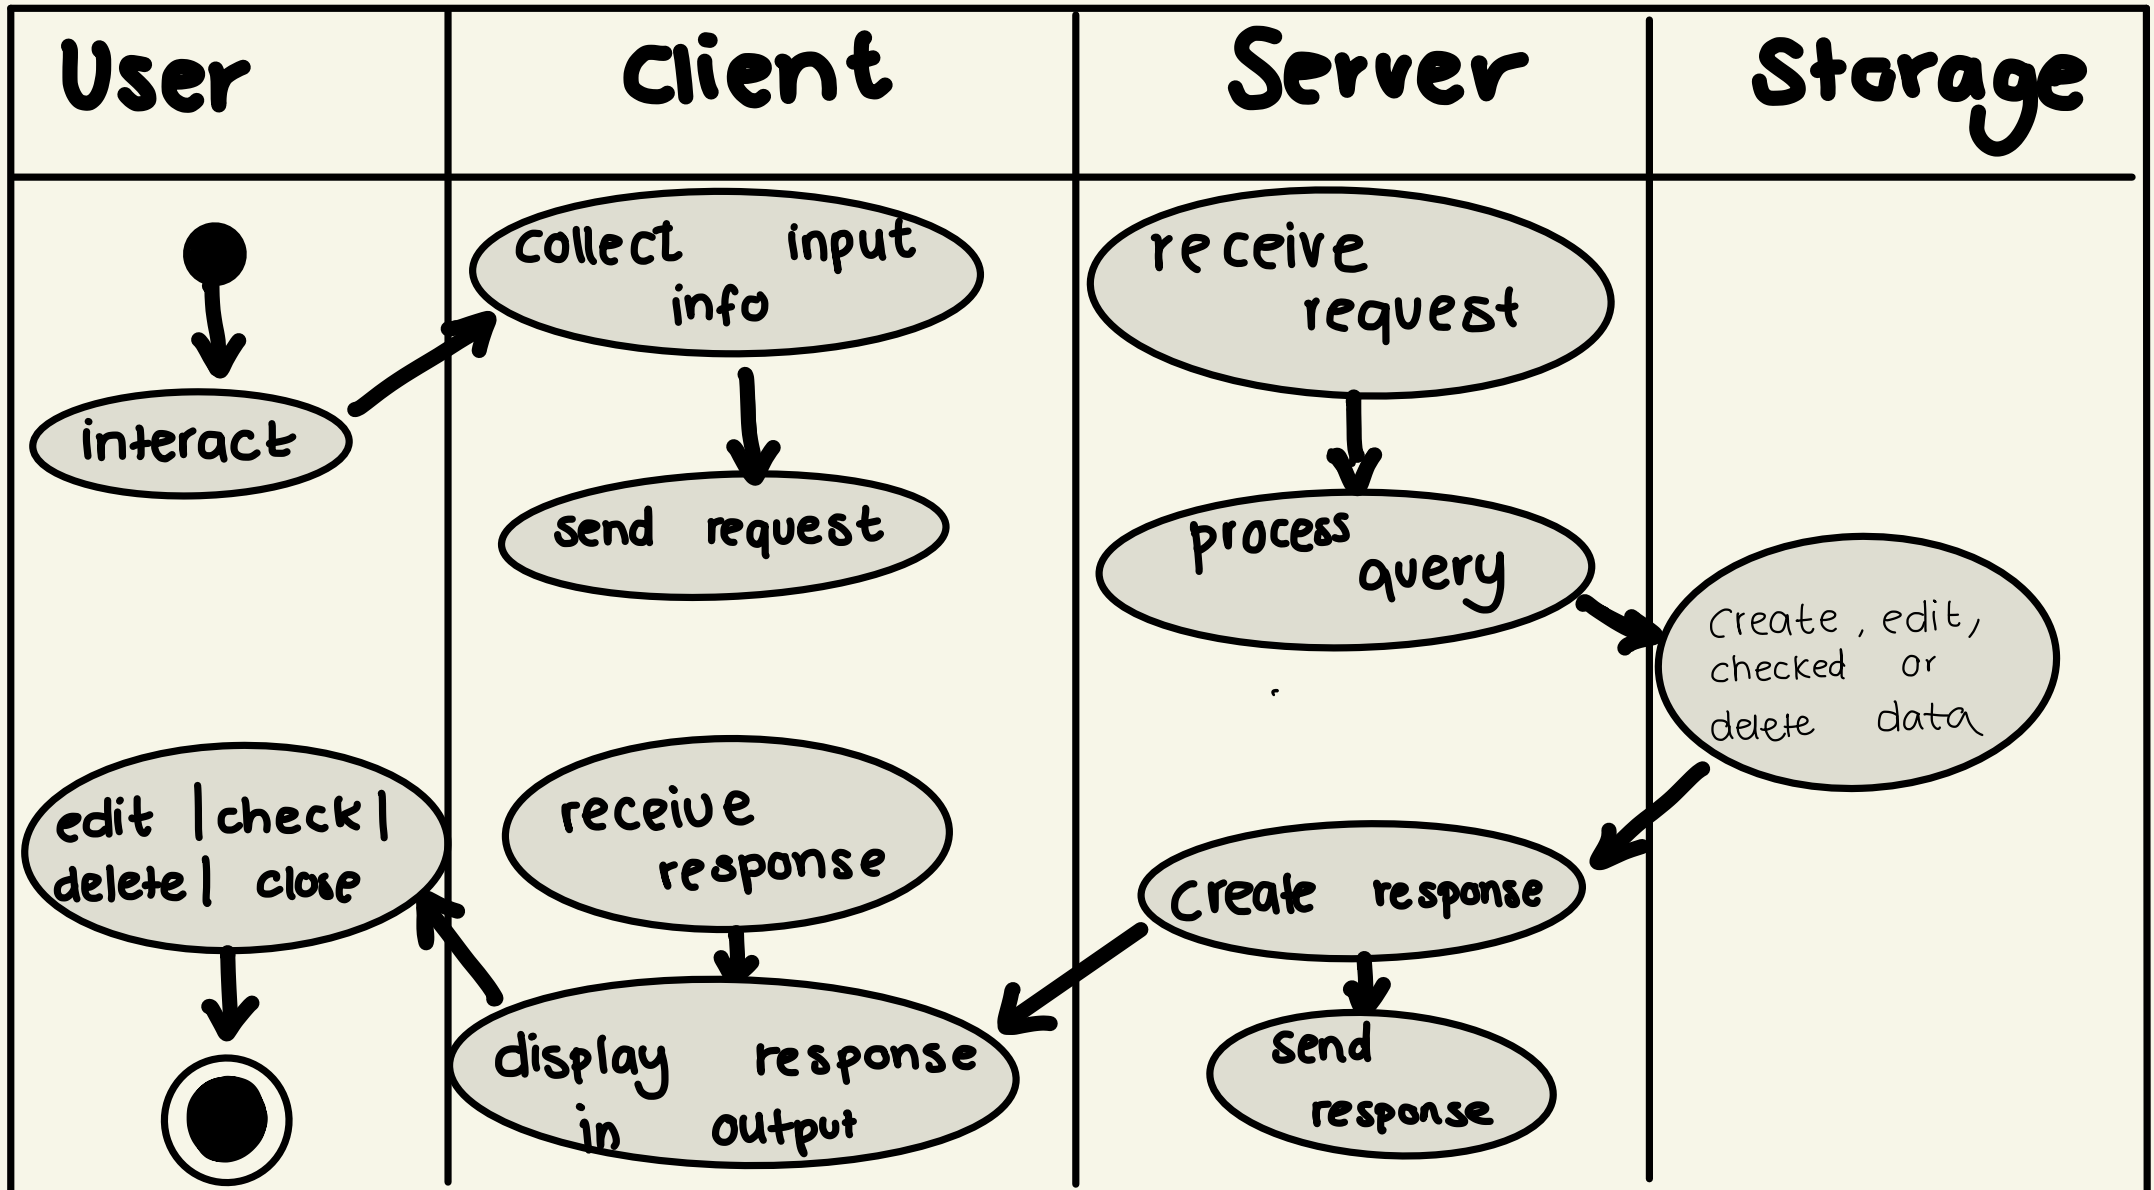 User
Client
Server
Storage
interact
collect input
info
send request
receive
request
process
query
Create, edit,
checked or
delete data
edit | check |
delete | close
receive
response
display response
in output
create response
send
response